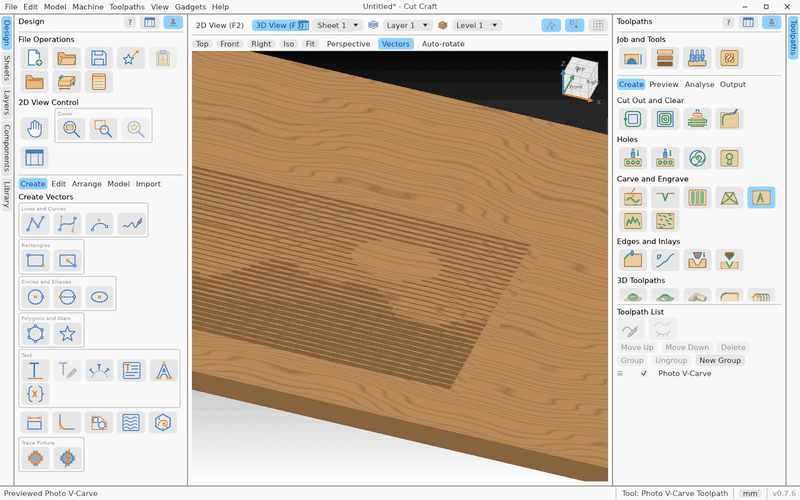 Untitled* - Cut Craft
File Edit Model Machine Toolpaths View Gadgets Help
Design
Sheets
Layers
Components
Library
Design
?
File Operations
2D View Control
Zoom
Create Edit Arrange Model Import
Create Vectors
Lines and Curves
Rectangles
Circles and Ellipses
Polygons and Stars
Text
Trace Picture
2D View (F2) 3D View (F3) Sheet 1 Layer 1 Level 1
Top Front Right Iso Fit Perspective Vectors Auto-rotate
Z
Front
X
Toolpaths
?
Job and Tools
Create Preview Analyse Output
Cut Out and Clear
Holes
Carve and Engrave
A
Edges and Inlays
3D Toolpaths
Toolpath List
Move Up Move Down Delete
Group Ungroup New Group
Photo V-Carve
Toolpaths
Previewed Photo V-Carve
Tool: Photo V-Carve Toolpath mm v0.7.6